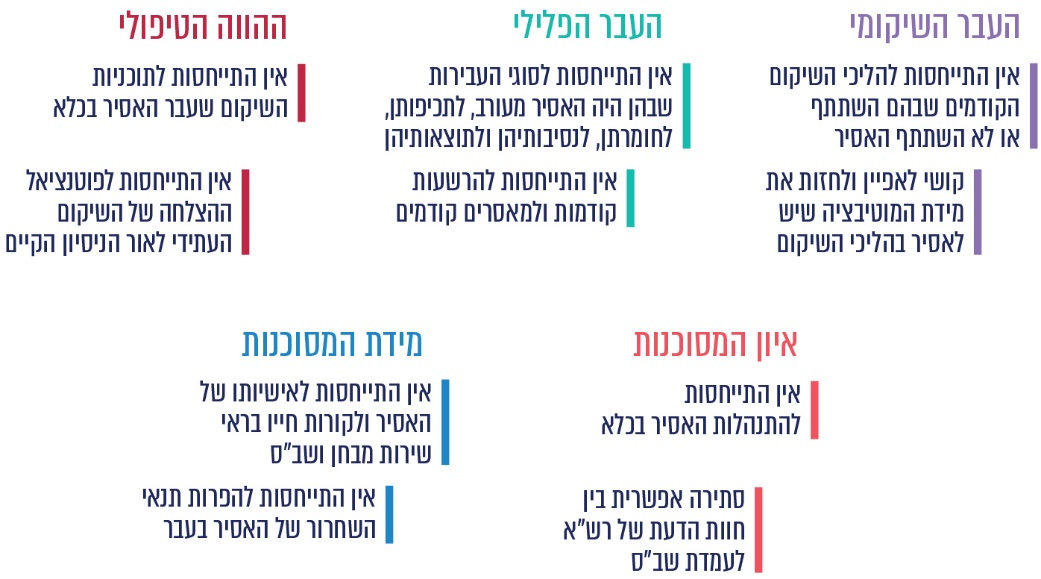 העבר השיקומי
אין התייחסות להליכי השיקום
הקודמים שבהם השתתף
או לא השתתף האסיר
קושי לאפיין ולחזות את
מידת המוטיבציה שיש
לאסיר בהליכי השיקום
העבר הפלילי
אין התייחסות לסוגי העבירות
שבהן היה האסיר מעורב, לתכיפותן,
לחומרתן, לנסיבותיהן ולתוצאותיהן
אין התייחסות להרשעות
קודמות ולמאסרים קודמים
ההווה הטיפולי
אין התייחסות לתוכניות
השיקום שעבר האסיר בכלא
אין התייחסות לפוטנציאל
ההצלחה של השיקום
העתידי לאור הניסיון הקיים
איון המסוכנות
אין התייחסות
להתנהלות האסיר בכלא
סתירה אפשרית בין
חוות הדעת של רש"א
לעמדת שב"ס
מידת המסוכנות
אין התייחסות לאישיותו של
האסיר ולקורות חייו בראי
שירות מבחן ושב"ס
אין התייחסות להפרות תנאי
השחרור של האסיר בעבר